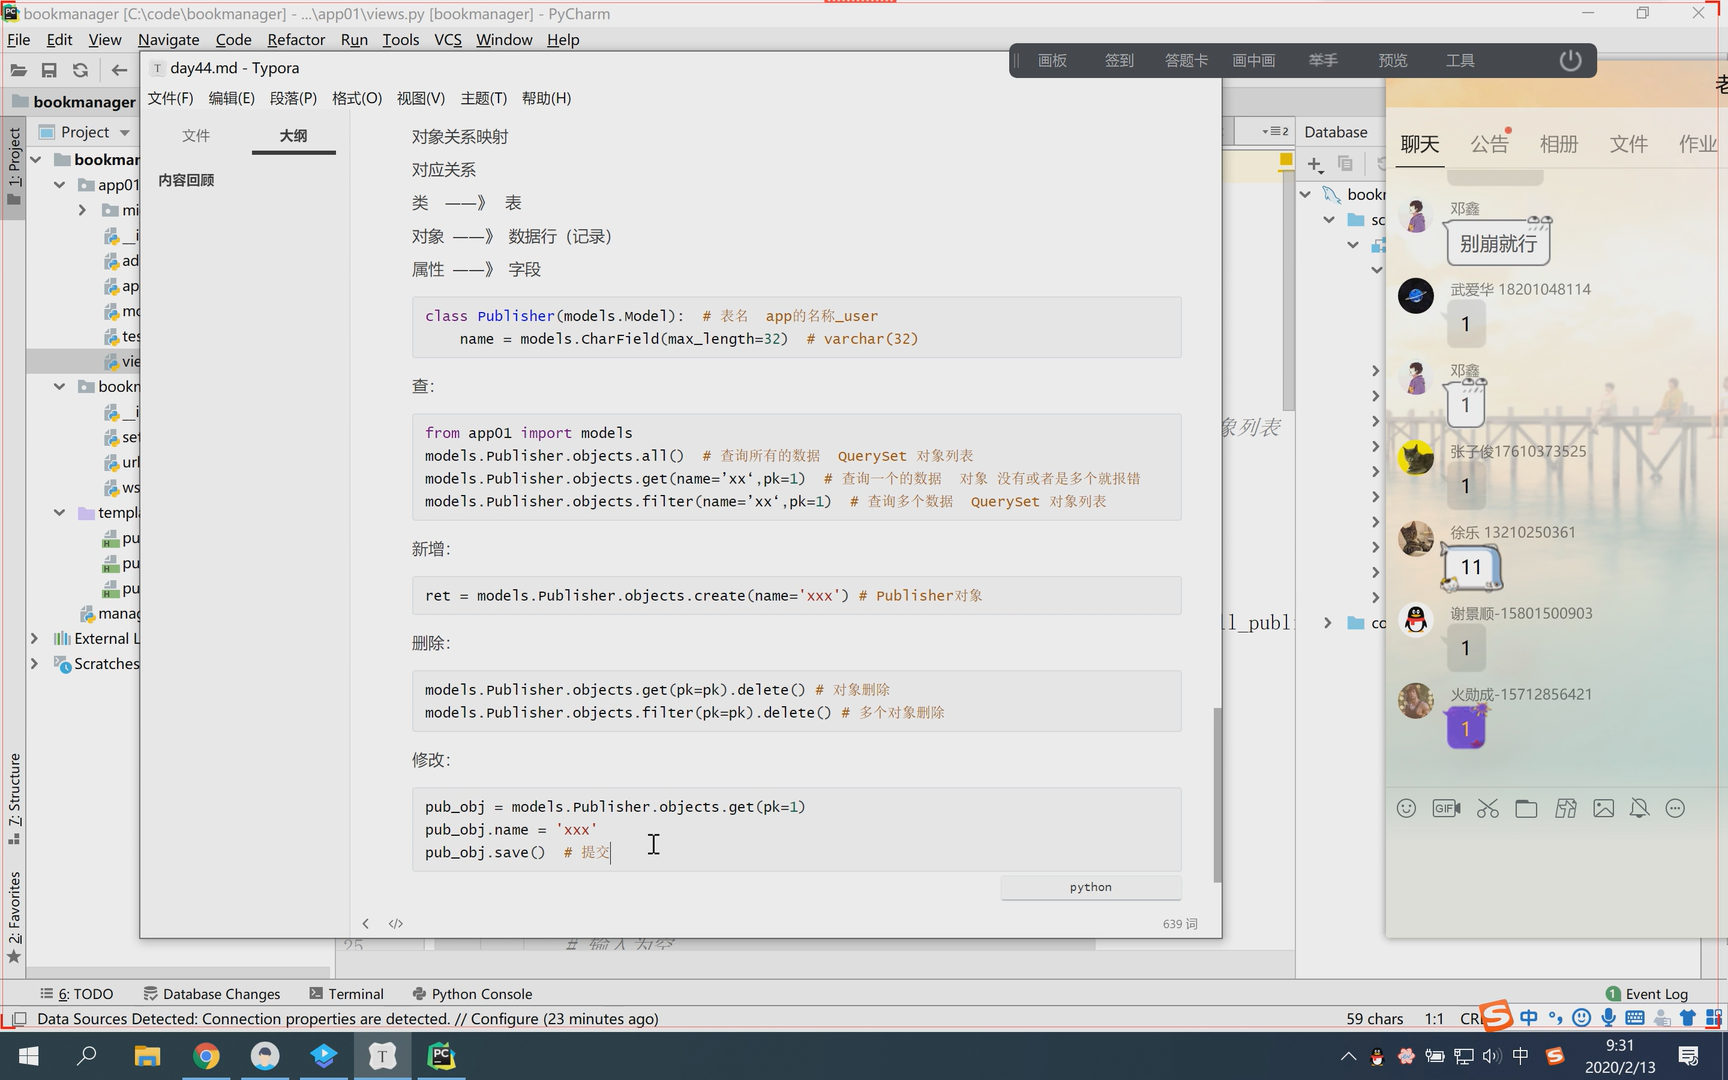 bookmanager [C:\code\bookmanager] - ...\app01\views.py [bookmanager] - PyCharm
File Edit View Navigate Code Refactor Run Tools VCS Window Help
day44.md - Typora
画板 签到 答题卡 画中画 举手 预览 工具
文件(F) 编辑(E) 段落(P) 格式(O) 视图(V) 主题(T) 帮助(H)
文件 大纲
内容回顾
bookmanager
Project
1: Project
7: Structure
2: Favorites
bookmar
app01
mi
__i
ad
ap
mo
tes
vie
bookn
__i
set
url
ws
templ
pu
pu
pu
manag
External L
Scratches
对象关系映射
对应关系
类 ——》 表
对象 ——》 数据行（记录）
属性 ——》 字段
class Publisher(models.Model): # 表名 app的名称_user
name = models.CharField(max_length=32) # varchar(32)
查：
from app01 import models
models.Publisher.objects.all() # 查询所有的数据 QuerySet 对象列表
models.Publisher.objects.get(name=’xx‘,pk=1) # 查询一个的数据 对象 没有或者是多个就报错
models.Publisher.objects.filter(name=’xx‘,pk=1) # 查询多个数据 QuerySet 对象列表
新增：
ret = models.Publisher.objects.create(name='xxx') # Publisher对象
删除：
models.Publisher.objects.get(pk=pk).delete() # 对象删除
models.Publisher.objects.filter(pk=pk).delete() # 多个对象删除
修改：
pub_obj = models.Publisher.objects.get(pk=1)
pub_obj.name = 'xxx'
pub_obj.save() # 提交
python
639 词
25 # 输入为空
象列表
ll_publi
2
Database
bookr
sc
co
老
聊天 公告 相册 文件 作业
邓鑫
别崩就行
武爱华 18201048114
1
邓鑫
1
张子俊17610373525
1
徐乐 13210250361
11
谢景顺-15801500903
1
火勋成-15712856421
1
GIF
6: TODO Database Changes Terminal Python Console
1 Event Log
Data Sources Detected: Connection properties are detected. // Configure (23 minutes ago)
59 chars 1:1 CRL
中
中
9:31
2020/2/13